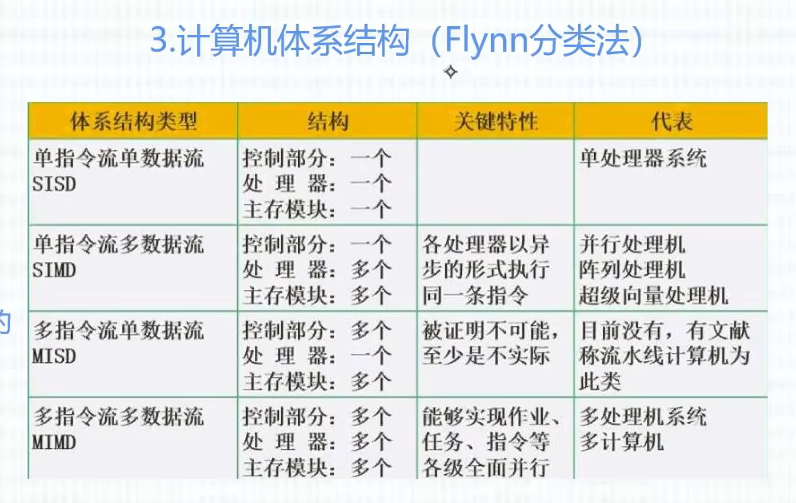 3.计算机体系结构（Flynn分类法）
体系结构类型 结构 关键特性 代表
单指令流单数据流
SISD
控制部分：一个
处 理 器：一个
主存模块：一个
单处理器系统
单指令流多数据流
SIMD
控制部分：一个
处 理 器：多个
主存模块：多个
各处理器以异
步的形式执行
同一条指令
并行处理机
阵列处理机
超级向量处理机
多指令流单数据流
MISD
控制部分：多个
处 理 器：一个
主存模块：多个
被证明不可能，
至少是不实际
目前没有，有文献
称流水线计算机为
此类
的
多指令流多数据流
MIMD
控制部分：多个
处 理 器：多个
主存模块：多个
能够实现作业、
任务、指令等
各级全面并行
多处理机系统
多计算机